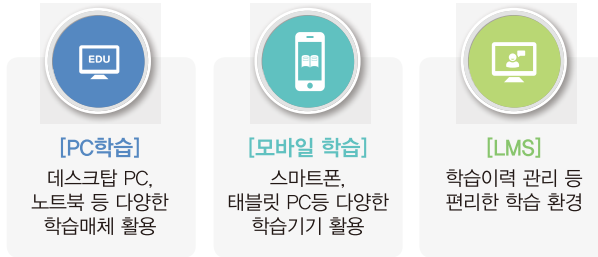 EDU
[PC학습]
데스크탑 PC,
노트북 등 다양한
학습매체 활용
[모바일 학습]
스마트폰,
태블릿 PC등 다양한
학습기기 활용
[LMS]
학습이력 관리 등
편리한 학습 환경